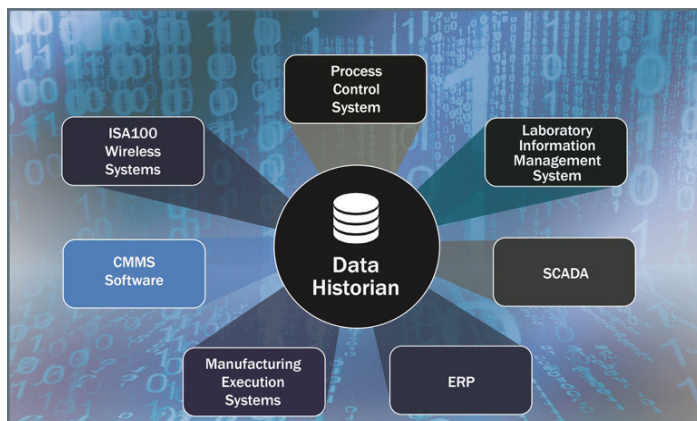 Process
Control
System
ISA100
Wireless
Systems
Laboratory
Information
Management
System
Data
Historian
CMMS
Software
SCADA
Manufacturing
Execution
Systems
ERP